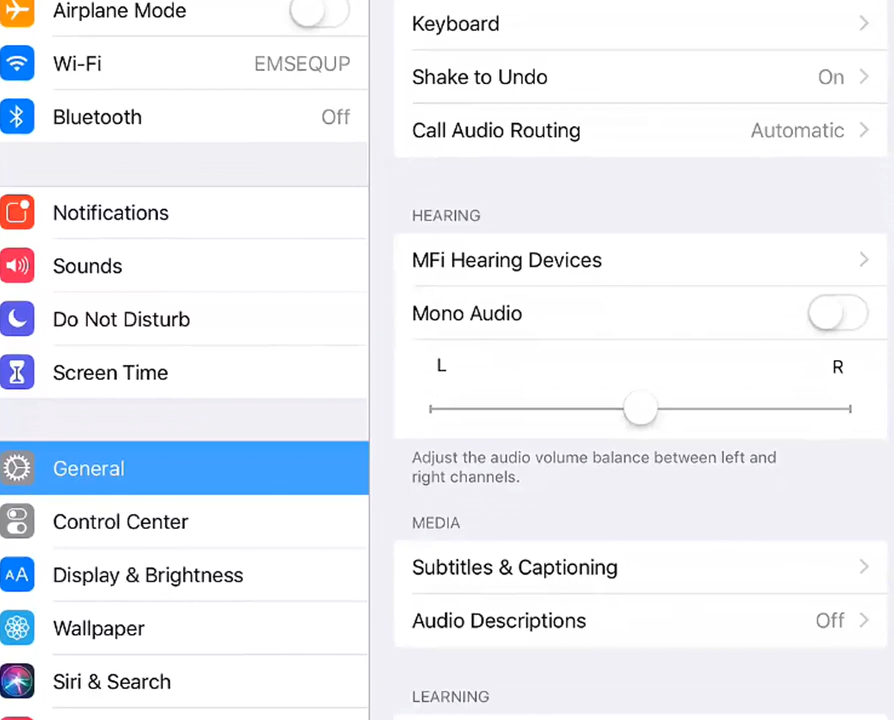 Airplane Mode
Wi-Fi EMSEQUP
Bluetooth Off
Notifications
Sounds
Do Not Disturb
Screen Time
General
Control Center
AA Display & Brightness
Wallpaper
Siri & Search
Keyboard
Shake to Undo On
Call Audio Routing Automatic
HEARING
MFi Hearing Devices
Mono Audio
L R
Adjust the audio volume balance between left and
right channels.
MEDIA
Subtitles & Captioning
Audio Descriptions Off
LEARNING